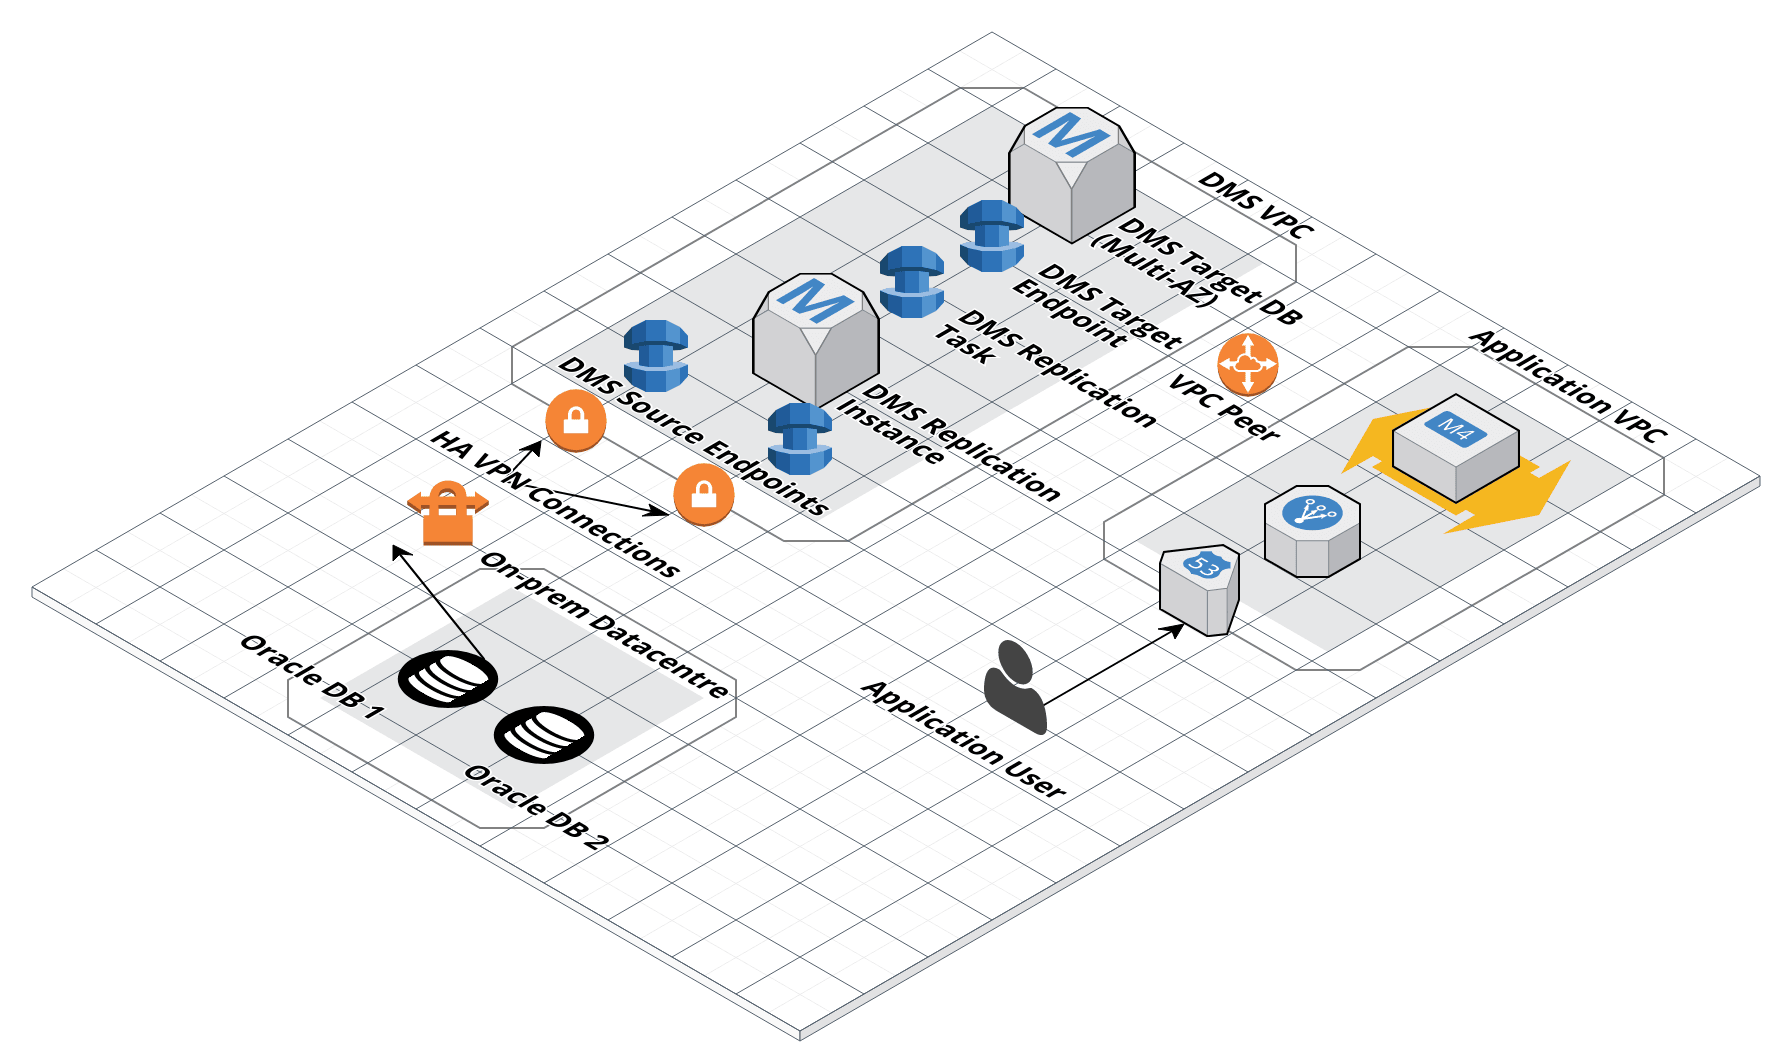 M
DMS VPC
DMS Target DB
(Multi-AZ)
DMS Target
Endpoint
DMS Replication
Task
M
DMS Source Endpoints
DMS Replication
Instance
VPC Peer
Application VPC
M4
53
HA VPN Connections
On-prem Datacentre
Oracle DB 1
Oracle DB 2
Application User